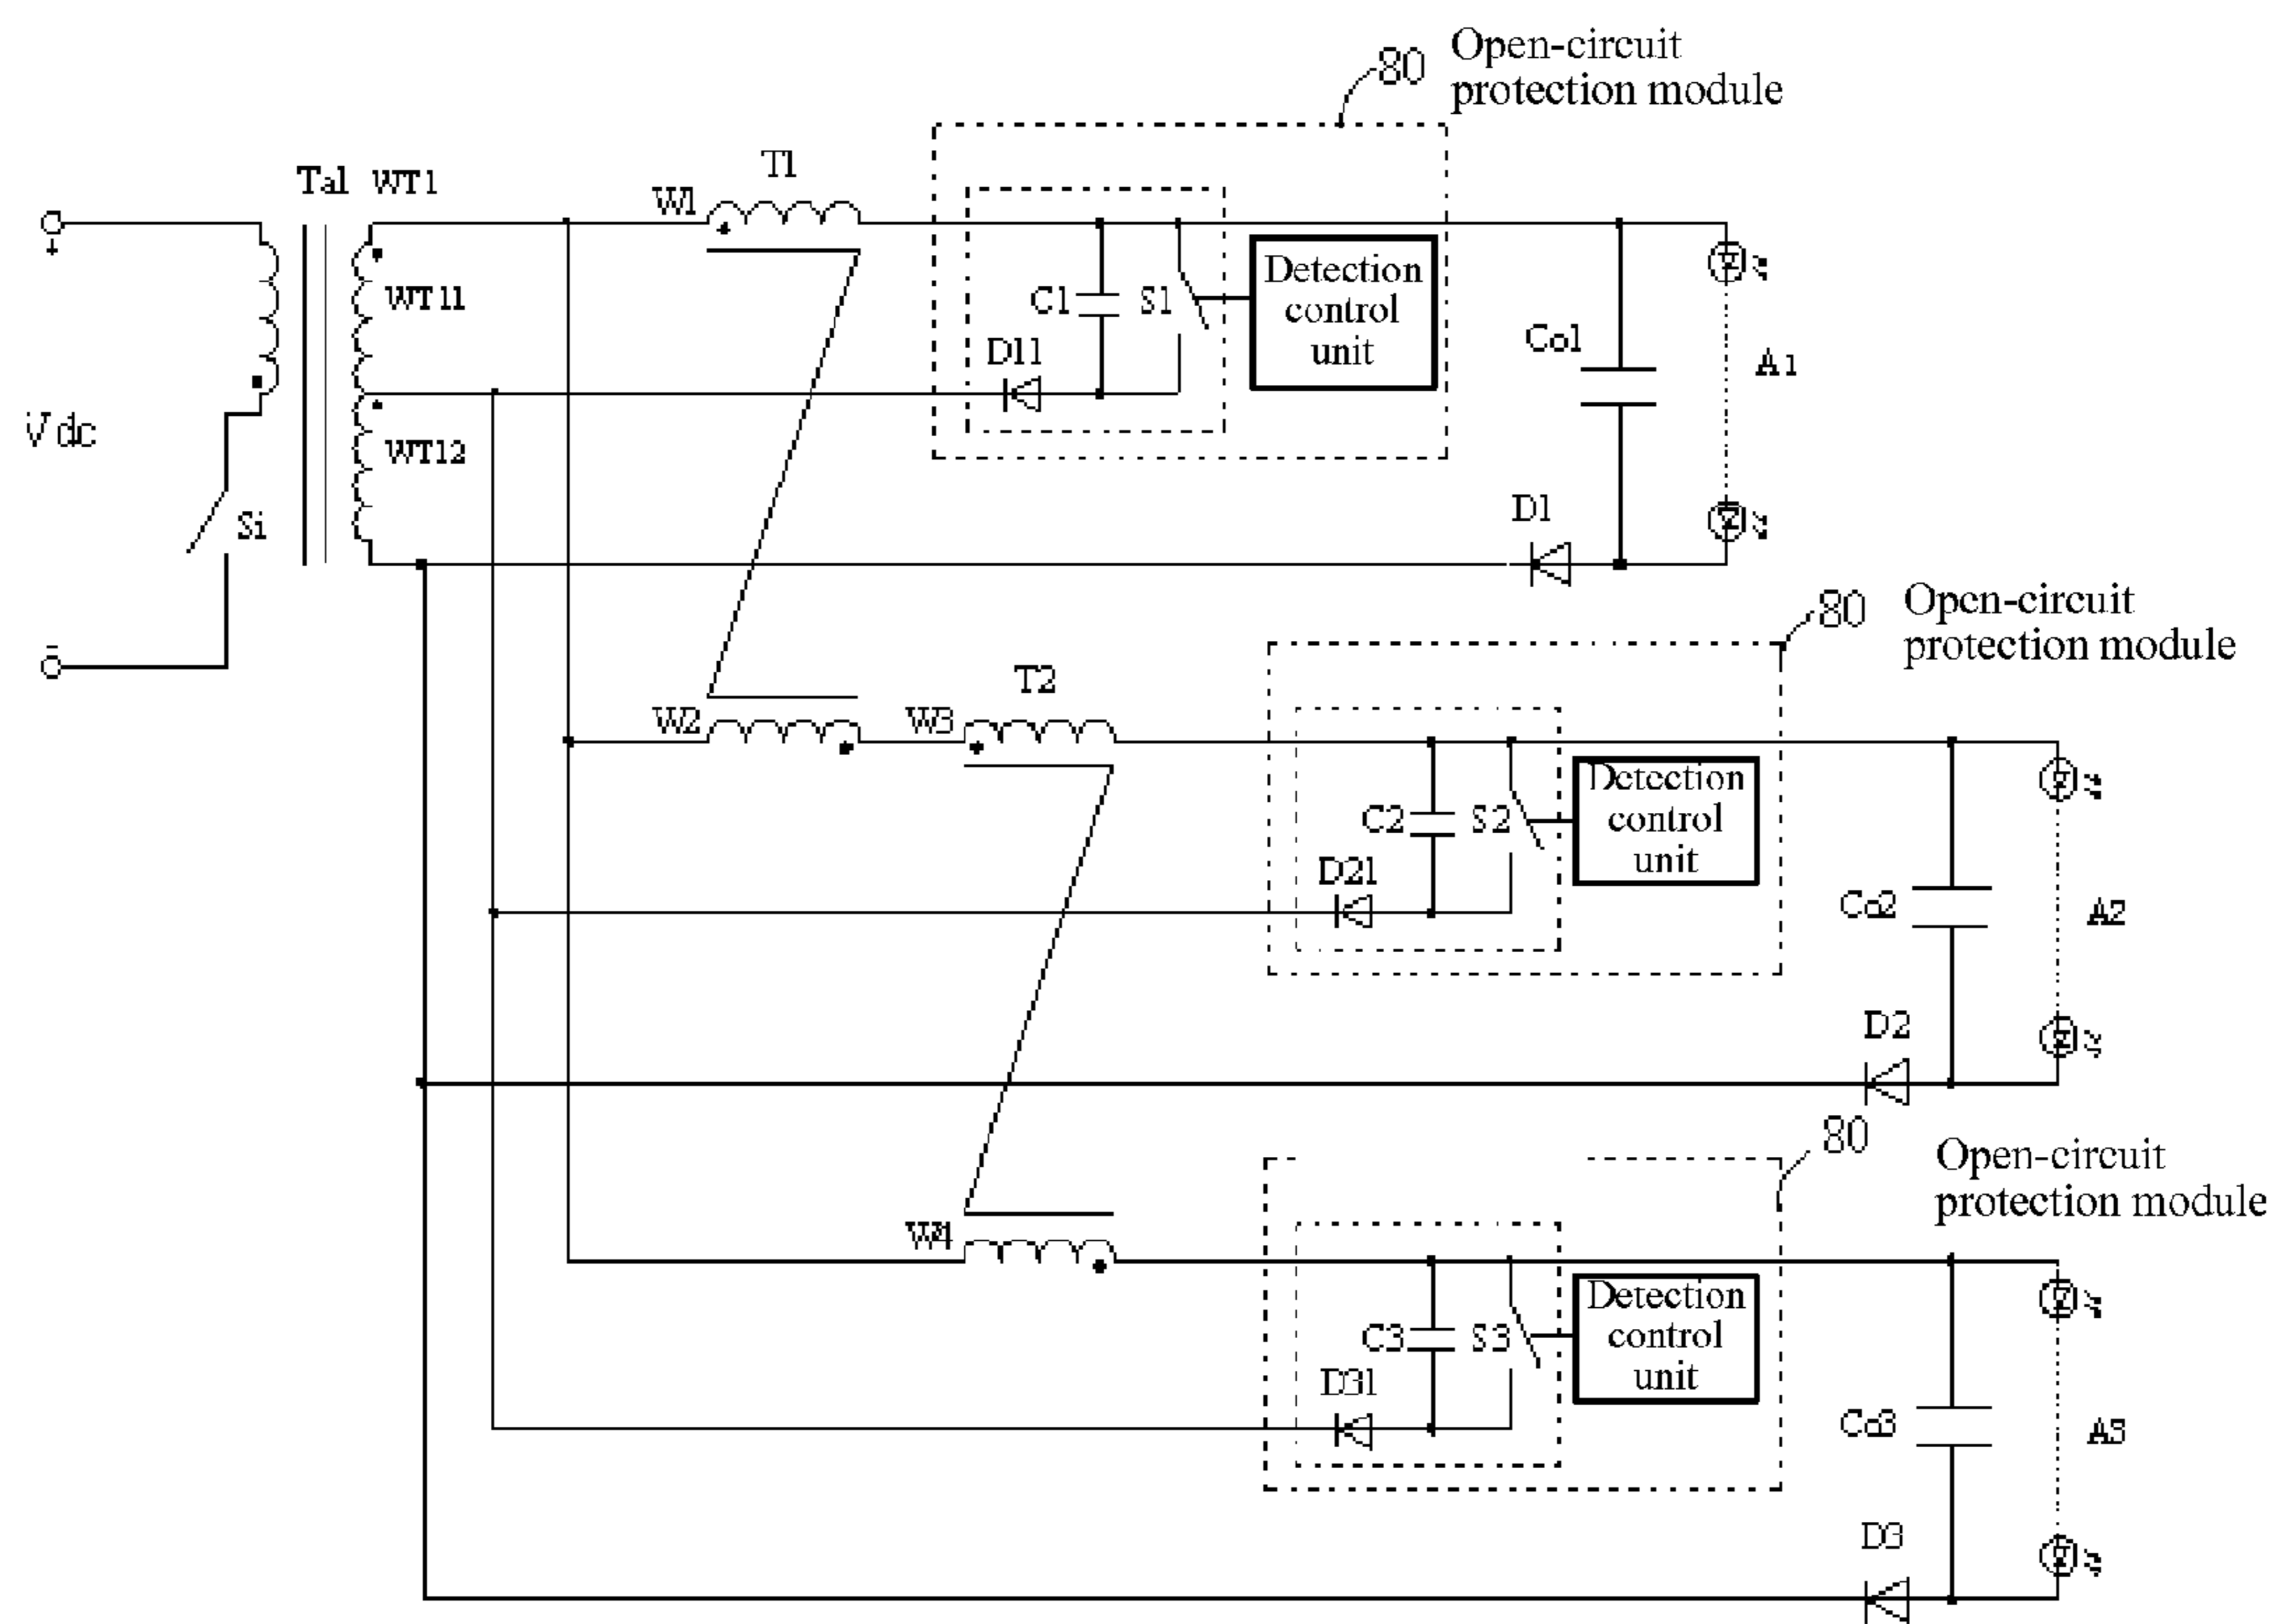 80
Open-circuit
protection module
Ta1 WT1
W1
T1
+
WT11
C1
S1
Detection
control
unit
D11
Co1
A1
Vdc
WT12
Si
D1
-
80
Open-circuit
protection module
W2
W3
T2
C2
S2
Detection
control
unit
D21
Co2
A2
D2
80
Open-circuit
protection module
W4
C3
S3
Detection
control
unit
D31
Co3
A3
D3